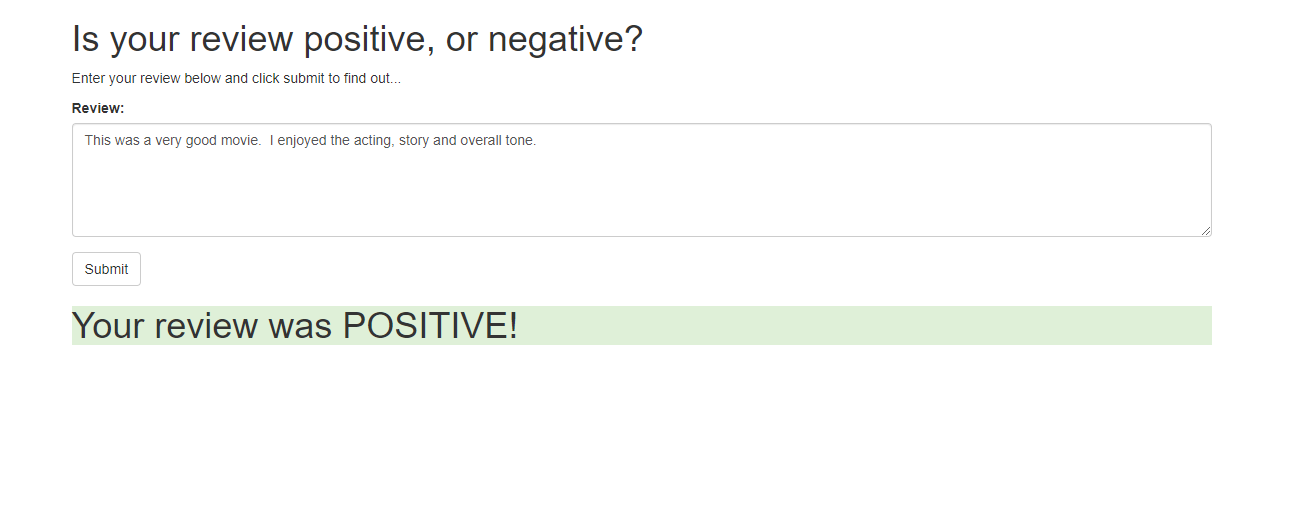 Is your review positive, or negative?
Enter your review below and click submit to find out...
Review:
This was a very good movie.  I enjoyed the acting, story and overall tone.
Submit
Your review was POSITIVE!